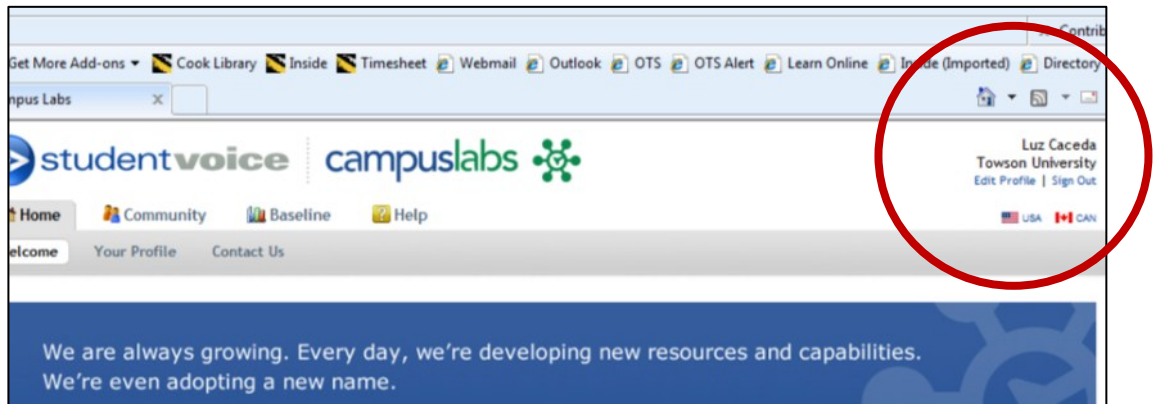 Contrib
Get More Add-ons Cook Library Inside Timesheet Webmail Outlook OTS OTS Alert Learn Online Inside (Imported) Directory
mpus Labs X
studentvoice campuslabs
Luz Caceda
Towson University
Edit Profile | Sign Out
Home Community Baseline Help
USA CAN
elcome Your Profile Contact Us
We are always growing. Every day, we're developing new resources and capabilities.
We're even adopting a new name.